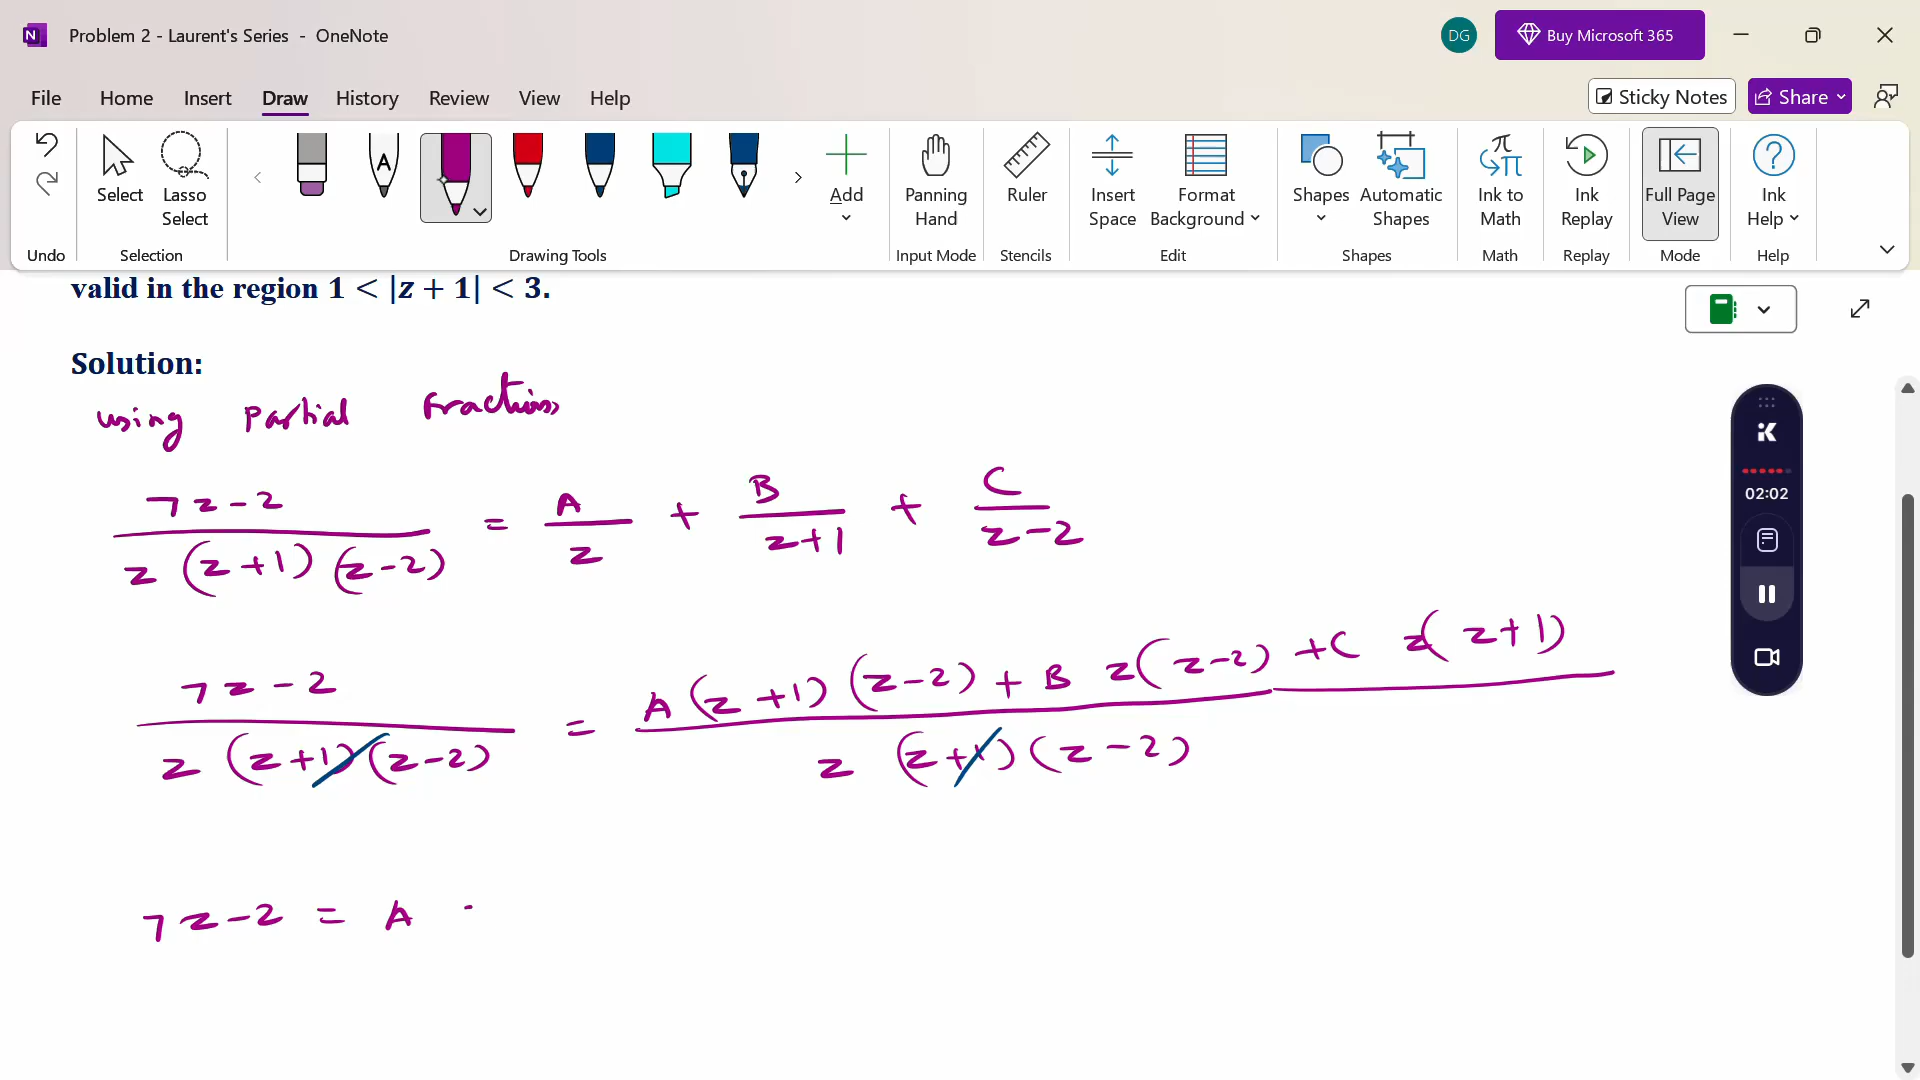 Problem 2 - Laurent's Series - OneNote
DG
Buy Microsoft 365
File Home Insert Draw History Review View Help
Sticky Notes
Share
Undo
Select
Lasso Select
Selection
A
Drawing Tools
Add
Panning Hand
Input Mode
Ruler
Stencils
Insert Space
Format Background
Edit
Shapes
Automatic Shapes
Shapes
Ink to Math
Math
Ink Replay
Replay
Full Page View
Mode
Ink Help
Help
valid in the region 1 < |z + 1| < 3.
Solution:
using Partial Fractions
7z-2 / z (z+1) (z-2) = A / z + B / z+1 + C / z-2
7z-2 / z (z+1) (z-2) = A (z+1) (z-2) + B z(z-2) + C z(z+1) / z (z+1) (z-2)
7z-2 = A
02:02